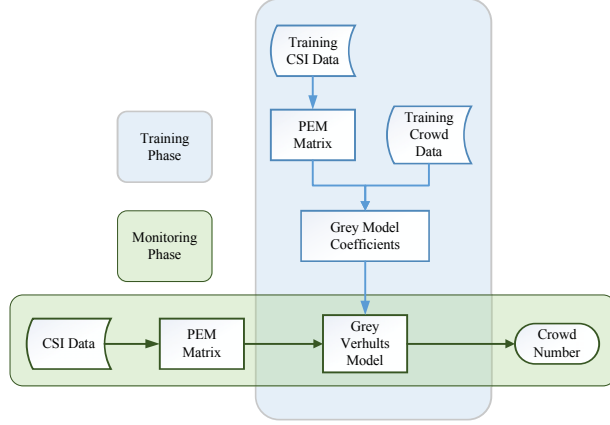 Training
CSI Data
PEM
Matrix
Training
Crowd
Data
Training
Phase
Grey Model
Coefficients
Monitoring
Phase
CSI Data
PEM
Matrix
Grey
Verhults
Model
Crowd
Number